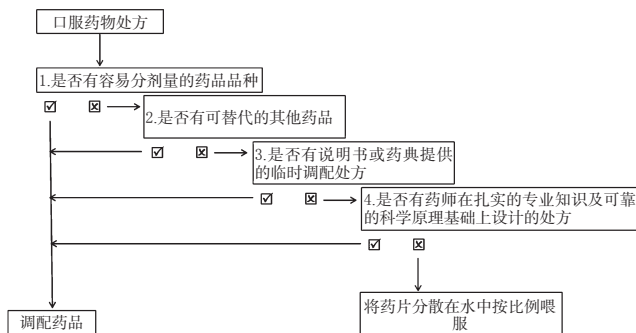 口服药物处方
1.是否有容易分剂量的药品品种
2.是否有可替代的其他药品
3.是否有说明书或药典提供
的临时调配处方
4.是否有药师在扎实的专业知识及可靠
的科学原理基础上设计的处方
调配药品
将药片分散在水中按比例喂
服